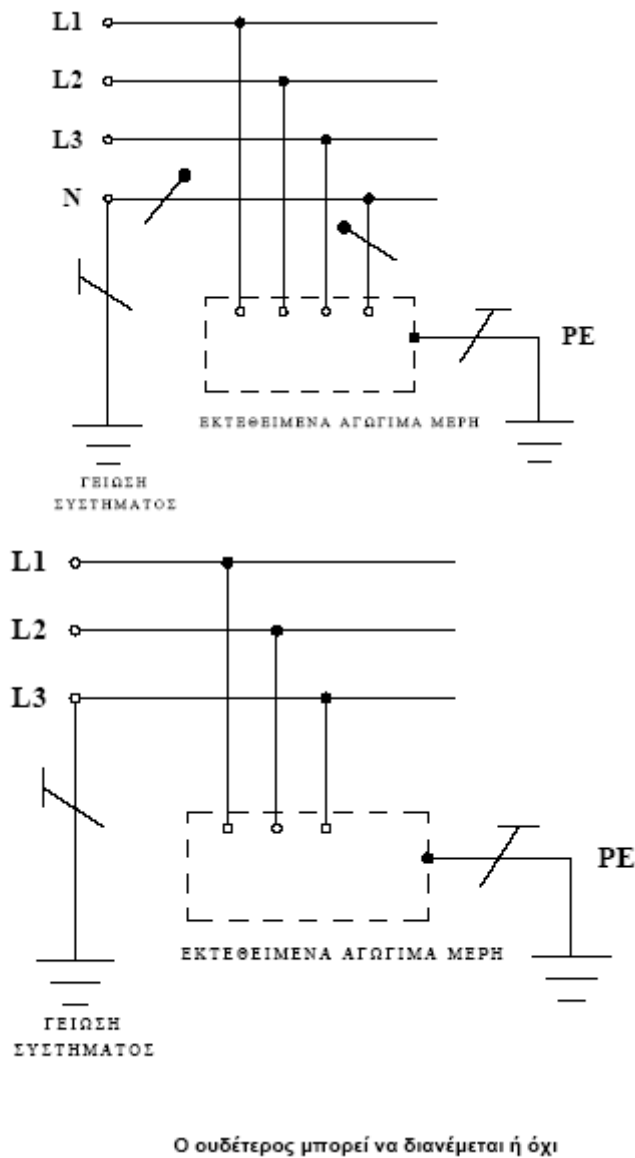 L1
L2
L3
N
PE
ΕΚΤΕΘΕΙΜΕΝΑ ΑΓΩΓΙΜΑ ΜΕΡΗ
ΓΕΙΩΣΗ
ΣΥΣΤΗΜΑΤΟΣ
L1
L2
L3
PE
ΕΚΤΕΘΕΙΜΕΝΑ ΑΓΩΓΙΜΑ ΜΕΡΗ
ΓΕΙΩΣΗ
ΣΥΣΤΗΜΑΤΟΣ
Ο ουδέτερος μπορεί να διανέμεται ή όχι